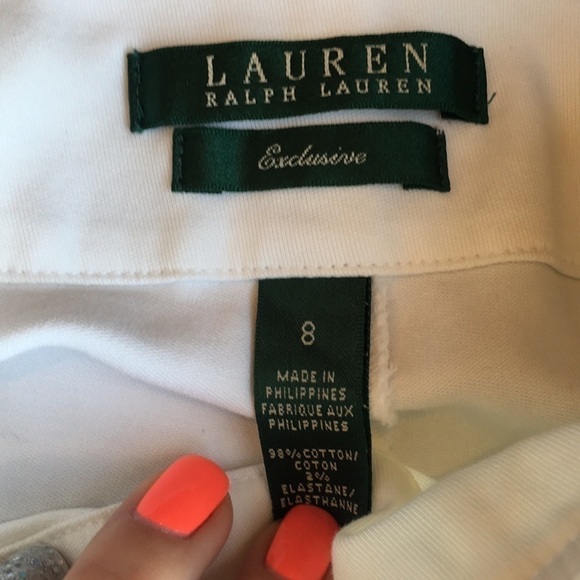 LAUREN
RALPH LAUREN
Exclusive
8
MADE IN
PHILIPPINES
FABRIQUE AUX
PHILIPPINES
98% COTTON/
COTON
2%
ELASTANE/
ELASTHANNE